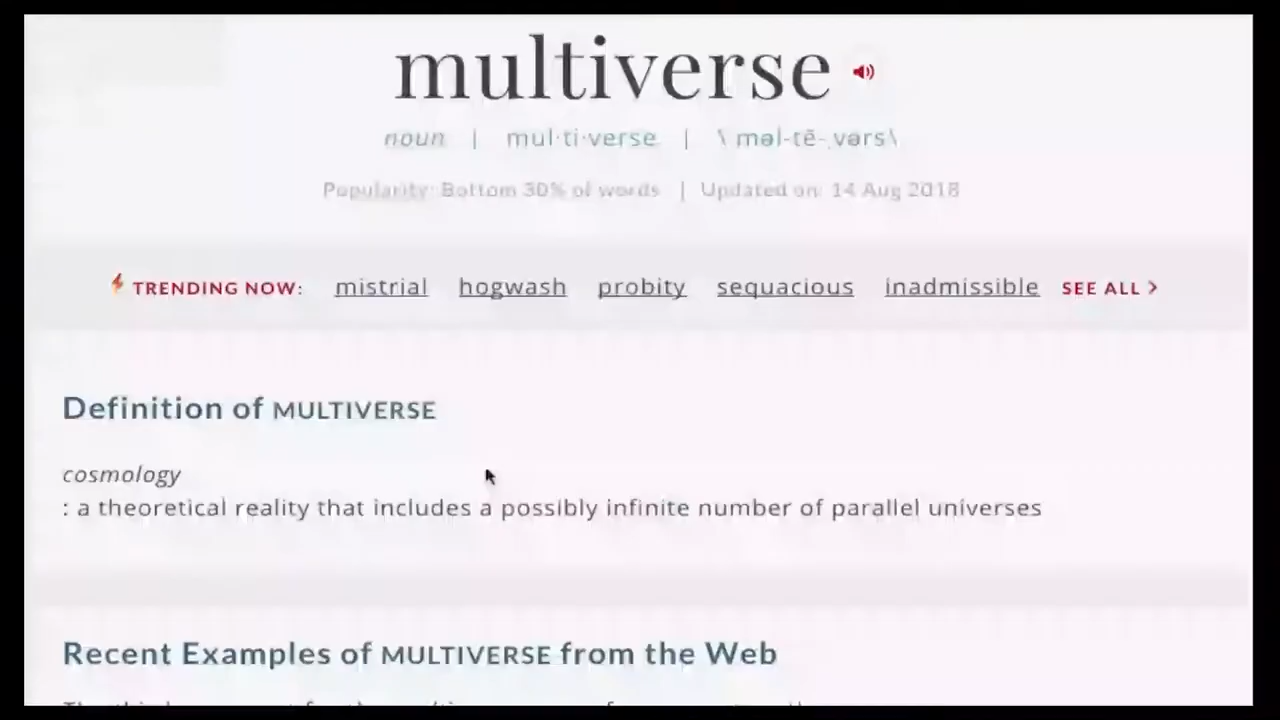 multiverse
noun | mul·ti·verse | \ məl-tē-ˌvərs\
Popularity: Bottom 30% of words | Updated on: 14 Aug 2018
TRENDING NOW: mistrial hogwash probity sequacious inadmissible SEE ALL >
Definition of MULTIVERSE
cosmology
: a theoretical reality that includes a possibly infinite number of parallel universes
Recent Examples of MULTIVERSE from the Web